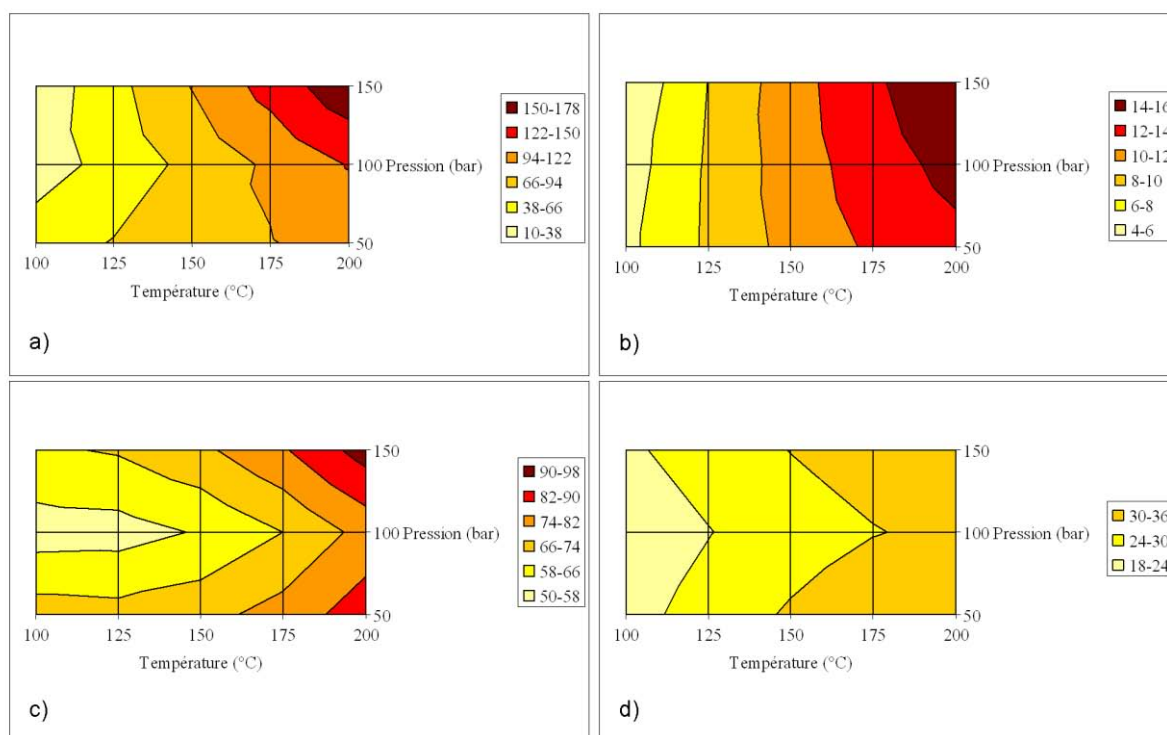 150
100 Pression (bar)
50
100 125 150 175 200
Température (°C)
150-178
122-150
94-122
66-94
38-66
10-38
a)
150
100 Pression (bar)
50
100 125 150 175 200
Température (°C)
14-16
12-14
10-12
8-10
6-8
4-6
b)
150
100 Pression (bar)
50
100 125 150 175 200
Température (°C)
90-98
82-90
74-82
66-74
58-66
50-58
c)
150
100 Pression (bar)
50
100 125 150 175 200
Température (°C)
30-36
24-30
18-24
d)